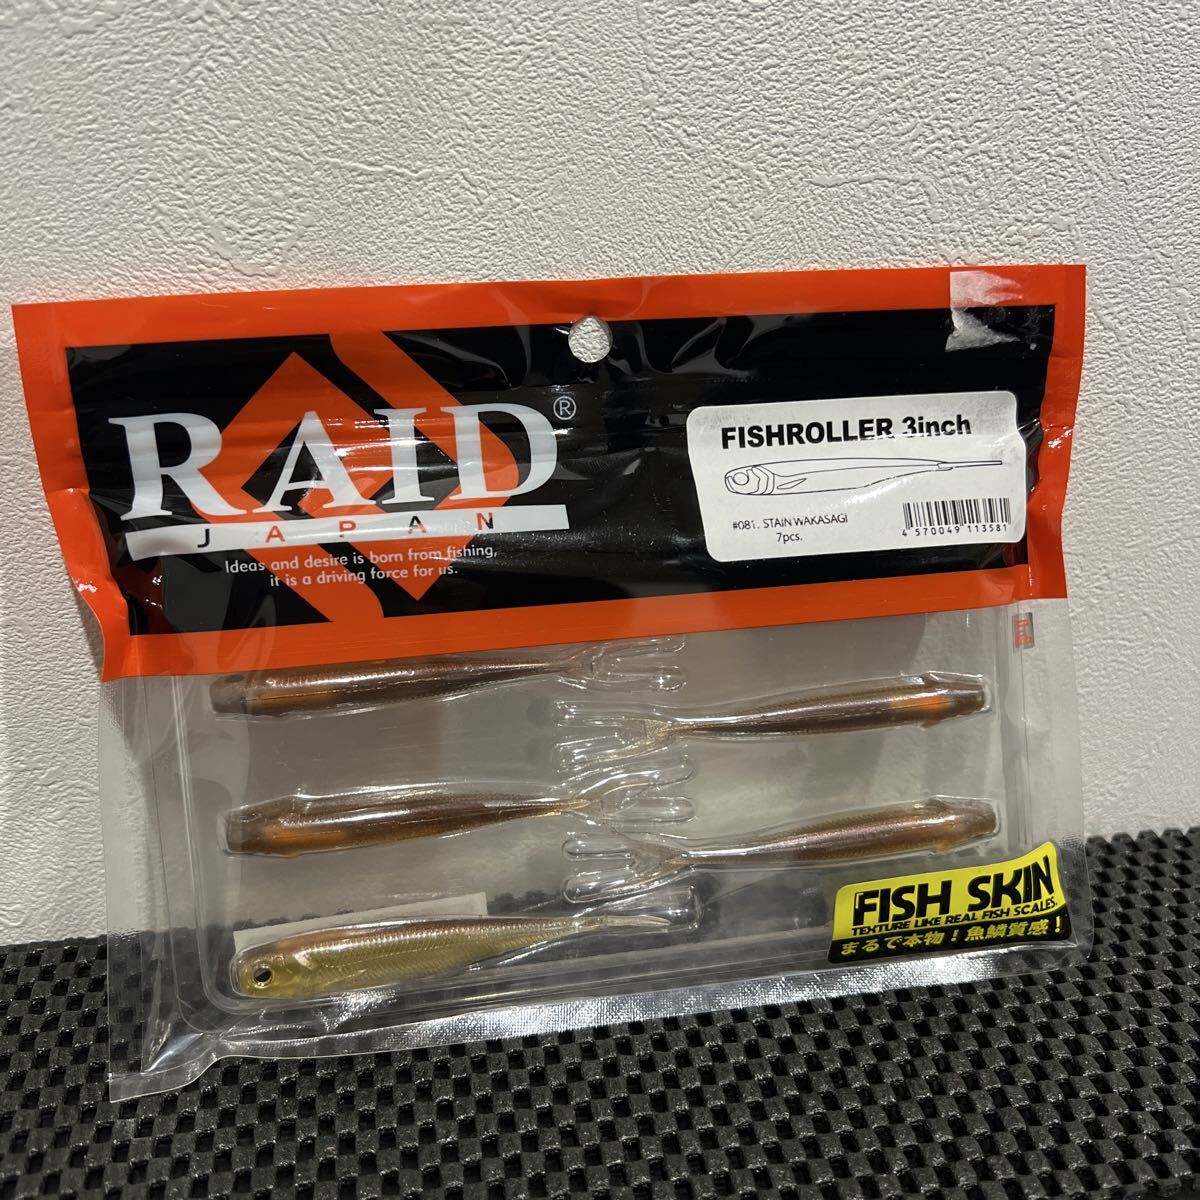 RAID®
JAPAN
Ideas and desire is born from fishing,
it is a driving force for us.
FISHROLLER 3inch
#081. STAIN WAKASAGI
7pcs.
4 570049 113581
FISH SKIN
TEXTURE LIKE REAL FISH SCALES.
まるで本物!魚鱗質感!